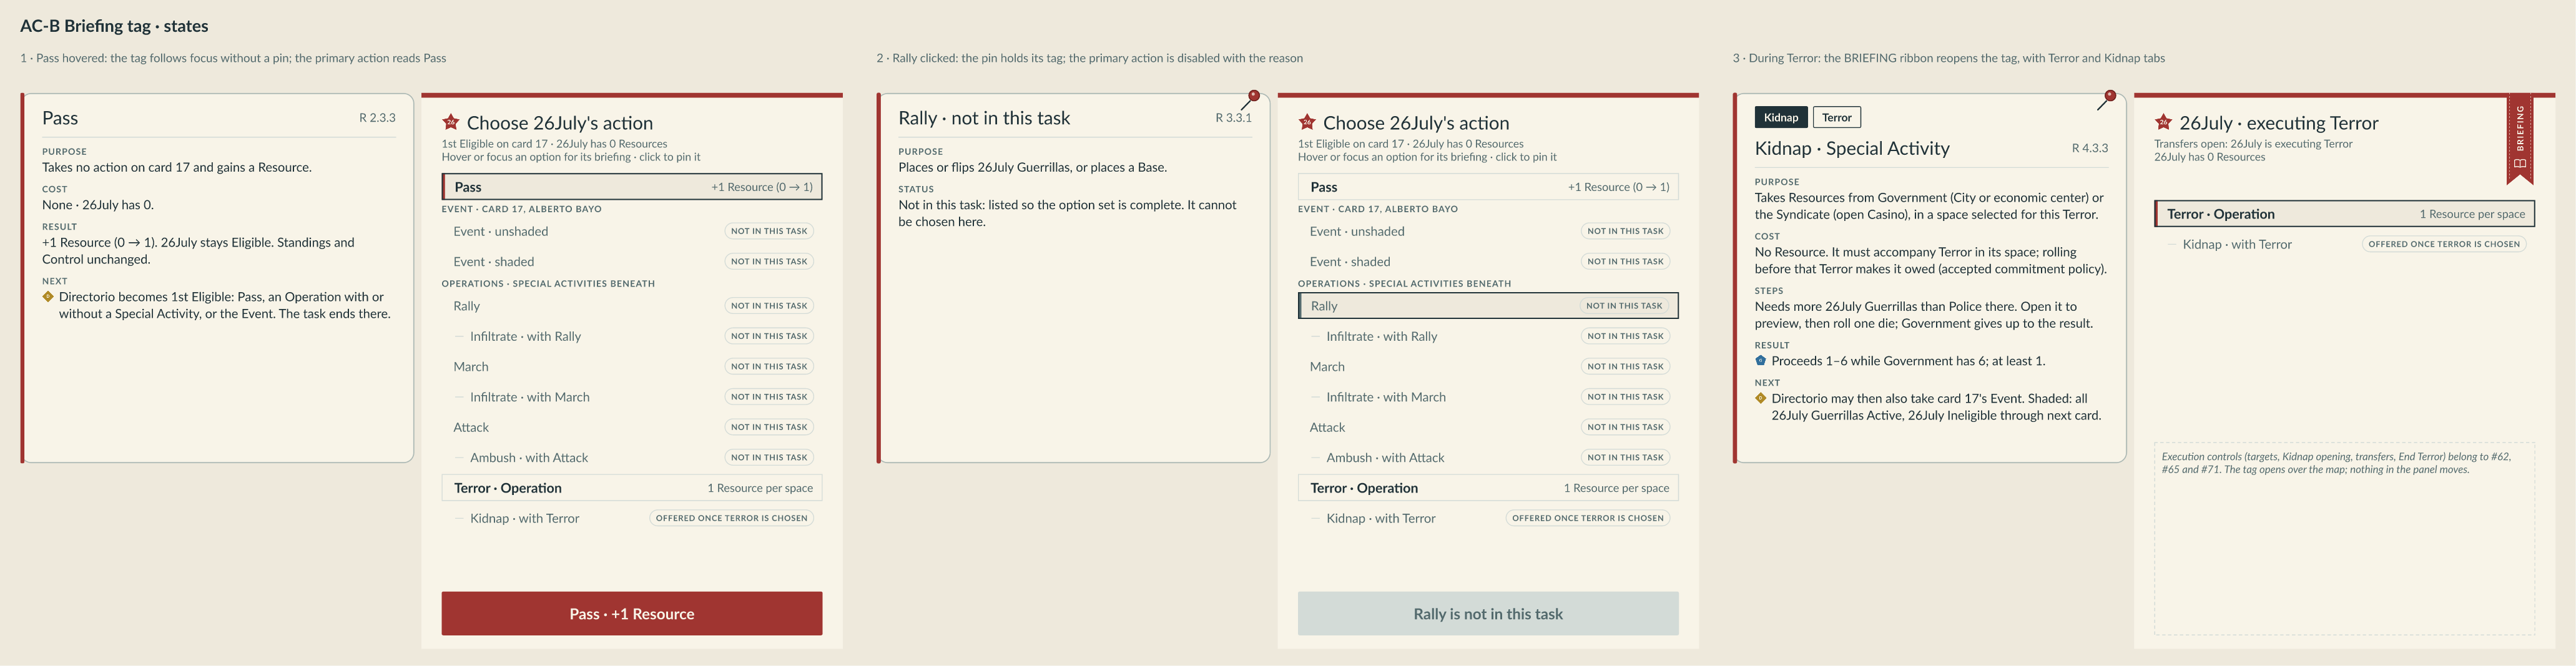 AC-B Briefing tag · states
1 · Pass hovered: the tag follows focus without a pin; the primary action reads Pass
Pass
R 2.3.3
PURPOSE
Takes no action on card 17 and gains a Resource.
COST
None · 26July has 0.
RESULT
+1 Resource (0 → 1). 26July stays Eligible. Standings and
Control unchanged.
NEXT
Directorio becomes 1st Eligible: Pass, an Operation with or
without a Special Activity, or the Event. The task ends there.
26
Choose 26July's action
1st Eligible on card 17 · 26July has 0 Resources
Hover or focus an option for its briefing · click to pin it
Pass
+1 Resource (0 → 1)
EVENT · CARD 17, ALBERTO BAYO
Event · unshaded
NOT IN THIS TASK
Event · shaded
NOT IN THIS TASK
OPERATIONS · SPECIAL ACTIVITIES BENEATH
Rally
NOT IN THIS TASK
— Infiltrate · with Rally
NOT IN THIS TASK
March
NOT IN THIS TASK
— Infiltrate · with March
NOT IN THIS TASK
Attack
NOT IN THIS TASK
— Ambush · with Attack
NOT IN THIS TASK
Terror · Operation
1 Resource per space
— Kidnap · with Terror
OFFERED ONCE TERROR IS CHOSEN
Pass · +1 Resource
2 · Rally clicked: the pin holds its tag; the primary action is disabled with the reason
Rally · not in this task
R 3.3.1
PURPOSE
Places or flips 26July Guerrillas, or places a Base.
STATUS
Not in this task: listed so the option set is complete. It cannot
be chosen here.
26
Choose 26July's action
1st Eligible on card 17 · 26July has 0 Resources
Hover or focus an option for its briefing · click to pin it
Pass
+1 Resource (0 → 1)
EVENT · CARD 17, ALBERTO BAYO
Event · unshaded
NOT IN THIS TASK
Event · shaded
NOT IN THIS TASK
OPERATIONS · SPECIAL ACTIVITIES BENEATH
Rally
NOT IN THIS TASK
— Infiltrate · with Rally
NOT IN THIS TASK
March
NOT IN THIS TASK
— Infiltrate · with March
NOT IN THIS TASK
Attack
NOT IN THIS TASK
— Ambush · with Attack
NOT IN THIS TASK
Terror · Operation
1 Resource per space
— Kidnap · with Terror
OFFERED ONCE TERROR IS CHOSEN
Rally is not in this task
3 · During Terror: the BRIEFING ribbon reopens the tag, with Terror and Kidnap tabs
Kidnap
Terror
Kidnap · Special Activity
R 4.3.3
PURPOSE
Takes Resources from Government (City or economic center) or
the Syndicate (open Casino), in a space selected for this Terror.
COST
No Resource. It must accompany Terror in its space; rolling
before that Terror makes it owed (accepted commitment policy).
STEPS
Needs more 26July Guerrillas than Police there. Open it to
preview, then roll one die; Government gives up to the result.
RESULT
Proceeds 1–6 while Government has 6; at least 1.
NEXT
Directorio may then also take card 17's Event. Shaded: all
26July Guerrillas Active, 26July Ineligible through next card.
26
26July · executing Terror
Transfers open: 26July is executing Terror
26July has 0 Resources
BRIEFING
Terror · Operation
1 Resource per space
— Kidnap · with Terror
OFFERED ONCE TERROR IS CHOSEN
Execution controls (targets, Kidnap opening, transfers, End Terror) belong to #62,
#65 and #71. The tag opens over the map; nothing in the panel moves.